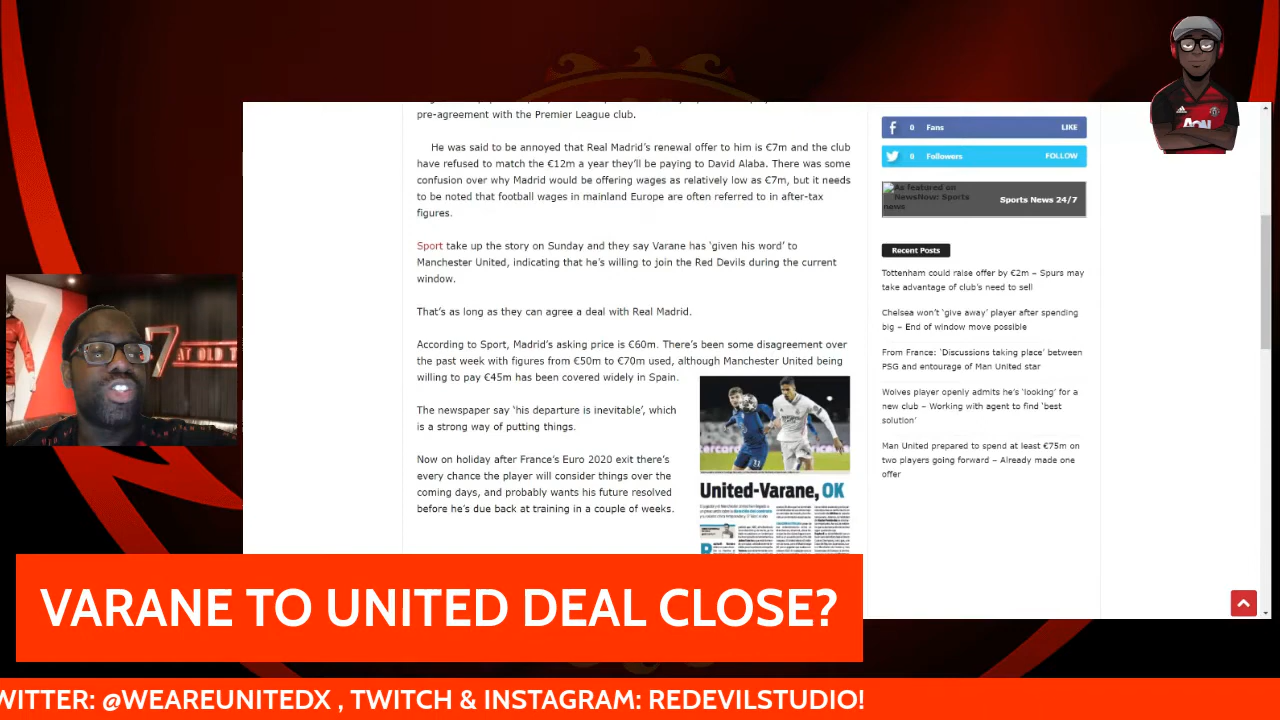 pre-agreement with the Premier League club.
He was said to be annoyed that Real Madrid's renewal offer to him is €7m and the club
have refused to match the €12m a year they'll be paying to David Alaba. There was some
confusion over why Madrid would be offering wages as relatively low as €7m, but it needs
to be noted that football wages in mainland Europe are often referred to in after-tax
figures.
Sport take up the story on Sunday and they say Varane has 'given his word' to
Manchester United, indicating that he's willing to join the Red Devils during the current
window.
That's as long as they can agree a deal with Real Madrid.
According to Sport, Madrid's asking price is €60m. There's been some disagreement over
the past week with figures from €50m to €70m used, although Manchester United being
willing to pay €45m has been covered widely in Spain.
The newspaper say 'his departure is inevitable', which
is a strong way of putting things.
Now on holiday after France's Euro 2020 exit there's
every chance the player will consider things over the
coming days, and probably wants his future resolved
before he's due back at training in a couple of weeks.
United-Varane, OK
0 Fans LIKE
0 Followers FOLLOW
As featured on
NewsNow: Sports
news
Sports News 24/7
Recent Posts
Tottenham could raise offer by €2m – Spurs may
take advantage of club's need to sell
Chelsea won't 'give away' player after spending
big – End of window move possible
From France: 'Discussions taking place' between
PSG and entourage of Man United star
Wolves player openly admits he's 'looking' for a
new club – Working with agent to find 'best
solution'
Man United prepared to spend at least €75m on
two players going forward – Already made one
offer
AON
7
AT OLD T
VARANE TO UNITED DEAL CLOSE?
WITTER: @WEAREUNITEDX , TWITCH & INSTAGRAM: REDEVILSTUDIO!